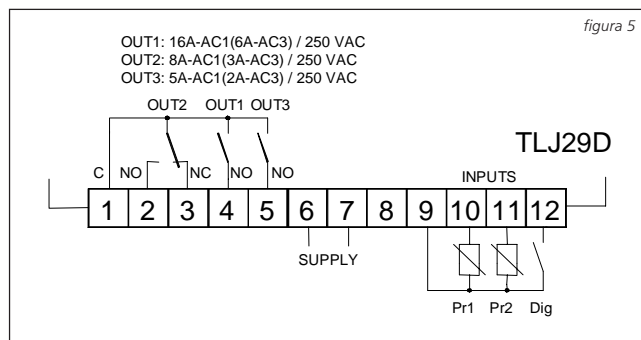 figura 5
OUT1: 16A-AC1(6A-AC3) / 250 VAC
OUT2: 8A-AC1(3A-AC3) / 250 VAC
OUT3: 5A-AC1(2A-AC3) / 250 VAC
OUT2 OUT1 OUT3
TLJ29D
C NO NC NO NO INPUTS
1 2 3 4 5 6 7 8 9 10 11 12
SUPPLY
Pr1 Pr2 Dig